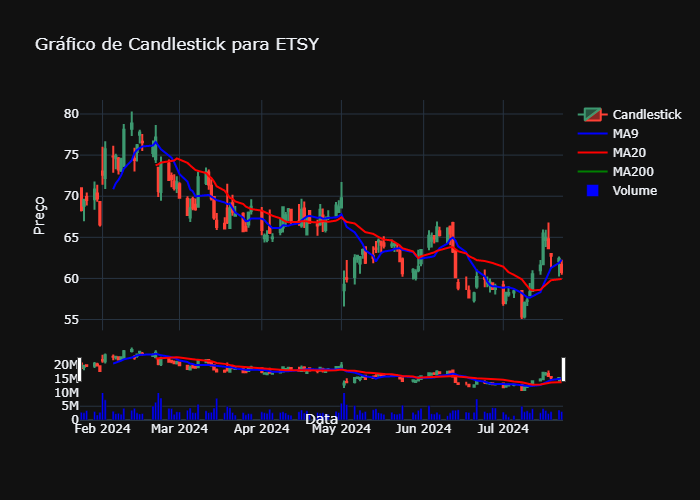 Gráfico de Candlestick para ETSY
80
75
70
65
60
55
Preço
Candlestick
MA9
MA20
MA200
Volume
20M
15M
10M
5M
0
Feb 2024 Mar 2024 Apr 2024 May 2024 Jun 2024 Jul 2024
Data